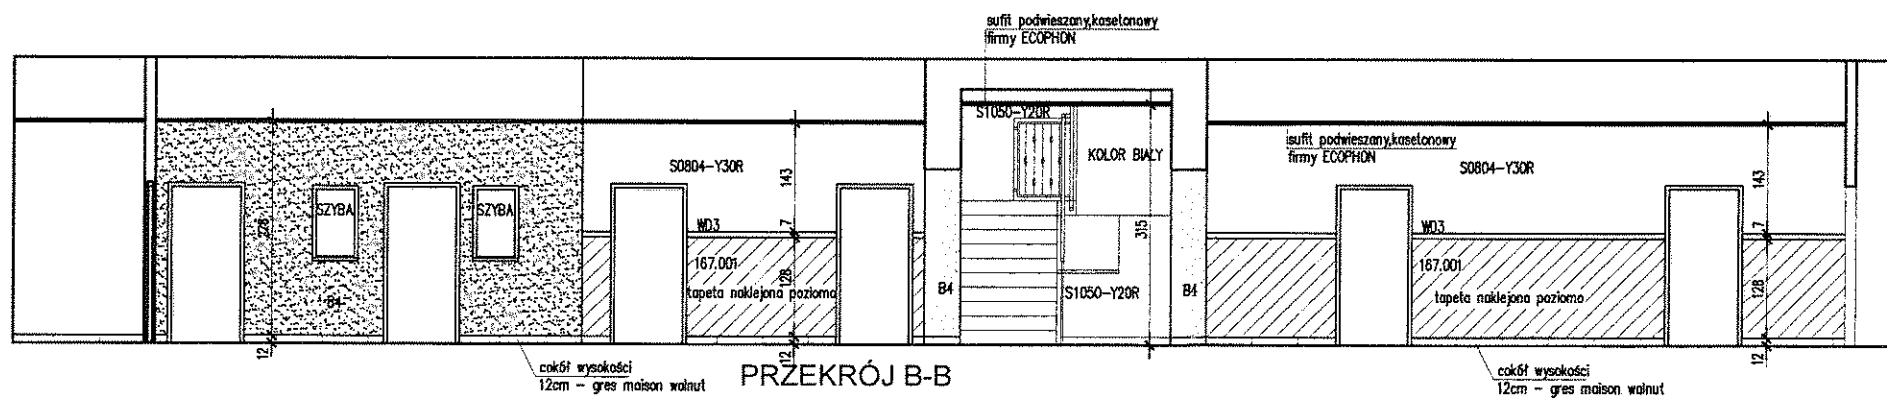 sufit podwieszany,kasetonowy
firmy ECOPHON
S1050-Y20R
KOLOR BIAŁY
sufit podwieszany,kasetonowy
firmy ECOPHON
S0804-Y30R
S0804-Y30R
143
143
SZYBA
SZYBA
278
WD3
7
315
WD3
7
167.001
128
tapeta naklejona poziomo
B4
B4
S1050-Y20R
B4
167.001
128
tapeta naklejona poziomo
12
12
12
cokół wysokości
12cm - gres maison walnut
PRZEKRÓJ B-B
cokół wysokości
12cm - gres maison walnut